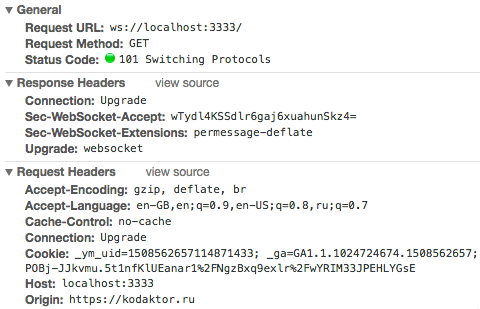 General
Request URL: ws://localhost:3333/
Request Method: GET
Status Code: 101 Switching Protocols
Response Headers view source
Connection: Upgrade
Sec-WebSocket-Accept: wTydl4KSSdlr6gaj6xuahunSkz4=
Sec-WebSocket-Extensions: permessage-deflate
Upgrade: websocket
Request Headers view source
Accept-Encoding: gzip, deflate, br
Accept-Language: en-GB,en;q=0.9,en-US;q=0.8,ru;q=0.7
Cache-Control: no-cache
Connection: Upgrade
Cookie: _ym_uid=1508562657114871433; _ga=GA1.1.1024724674.1508562657;
POBj-JJkvmu.5t1nfKlUEanar1%2FNgzBxq9exlr%2FwYRIM33JPEHLYGsE
Host: localhost:3333
Origin: https://kodaktor.ru